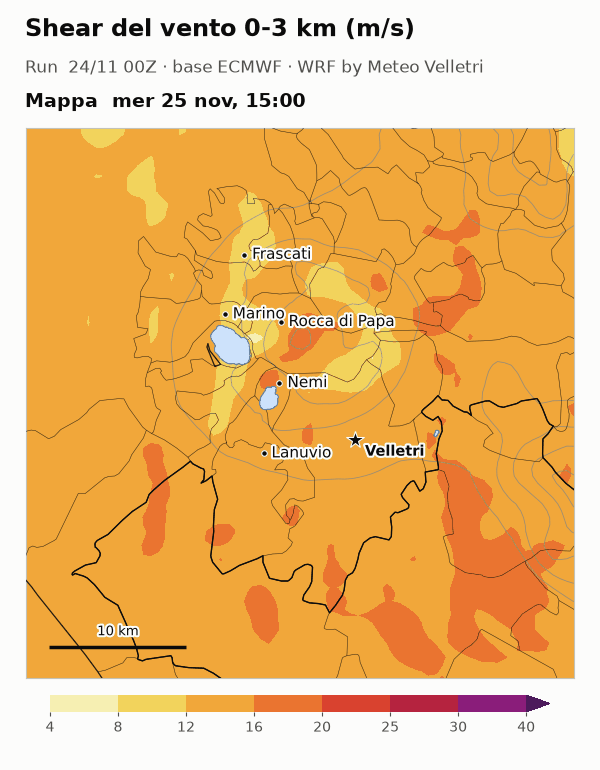 Shear del vento 0-3 km (m/s)
Run  24/11 00Z · base ECMWF · WRF by Meteo Velletri
Mappa  mer 25 nov, 15:00
Frascati
Marino
Rocca di Papa
Nemi
Velletri
Lanuvio
10 km
4 8 12 16 20 25 30 40